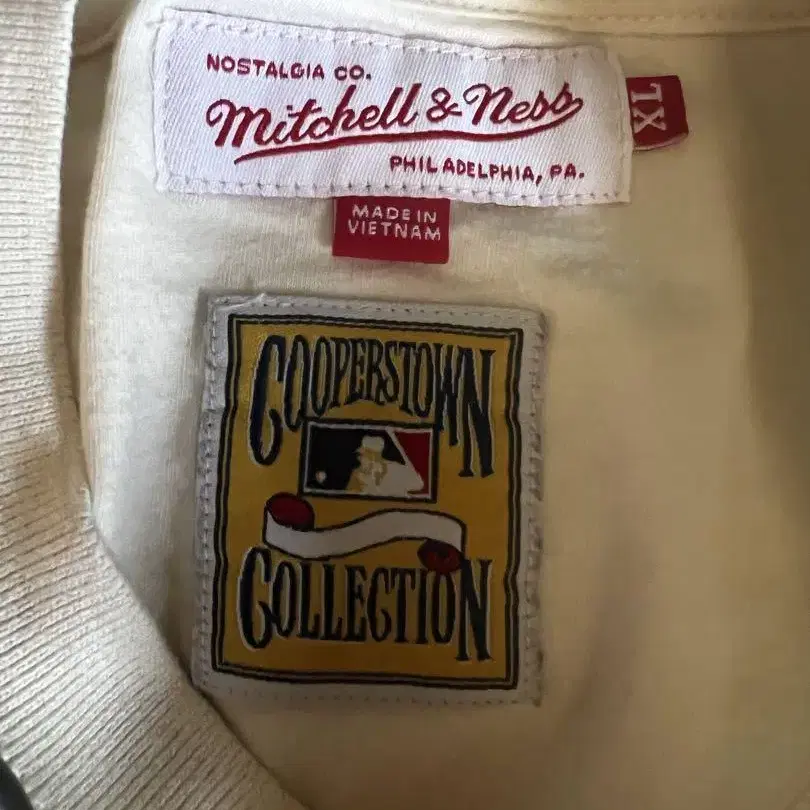 NOSTALGIA CO.
Mitchell & Ness
PHILADELPHIA, PA.
XL
MADE IN
VIETNAM
COOPERSTOWN
COLLECTION